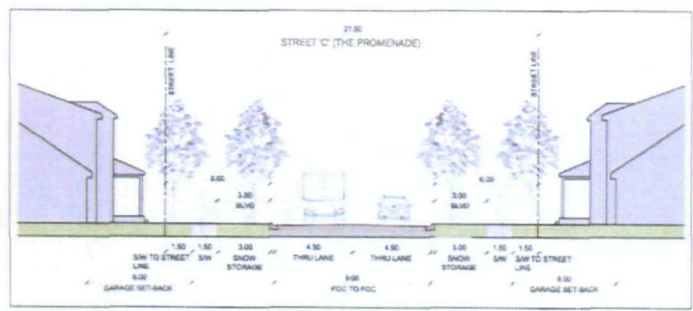 21.50
STREET 'C' (THE PROMENADE)
STREET LINE
STREET LINE
6.00
3.50
BLVD
6.00
3.50
BLVD
1.50 1.50 3.00 4.50 4.50 3.00 1.50 1.50
S/W TO STREET LINE S/W SNOW STORAGE THRU LANE THRU LANE SNOW STORAGE S/W S/W TO STREET LINE
6.00 9.00 6.00
GARAGE SET-BACK FOC TO FOC GARAGE SET-BACK